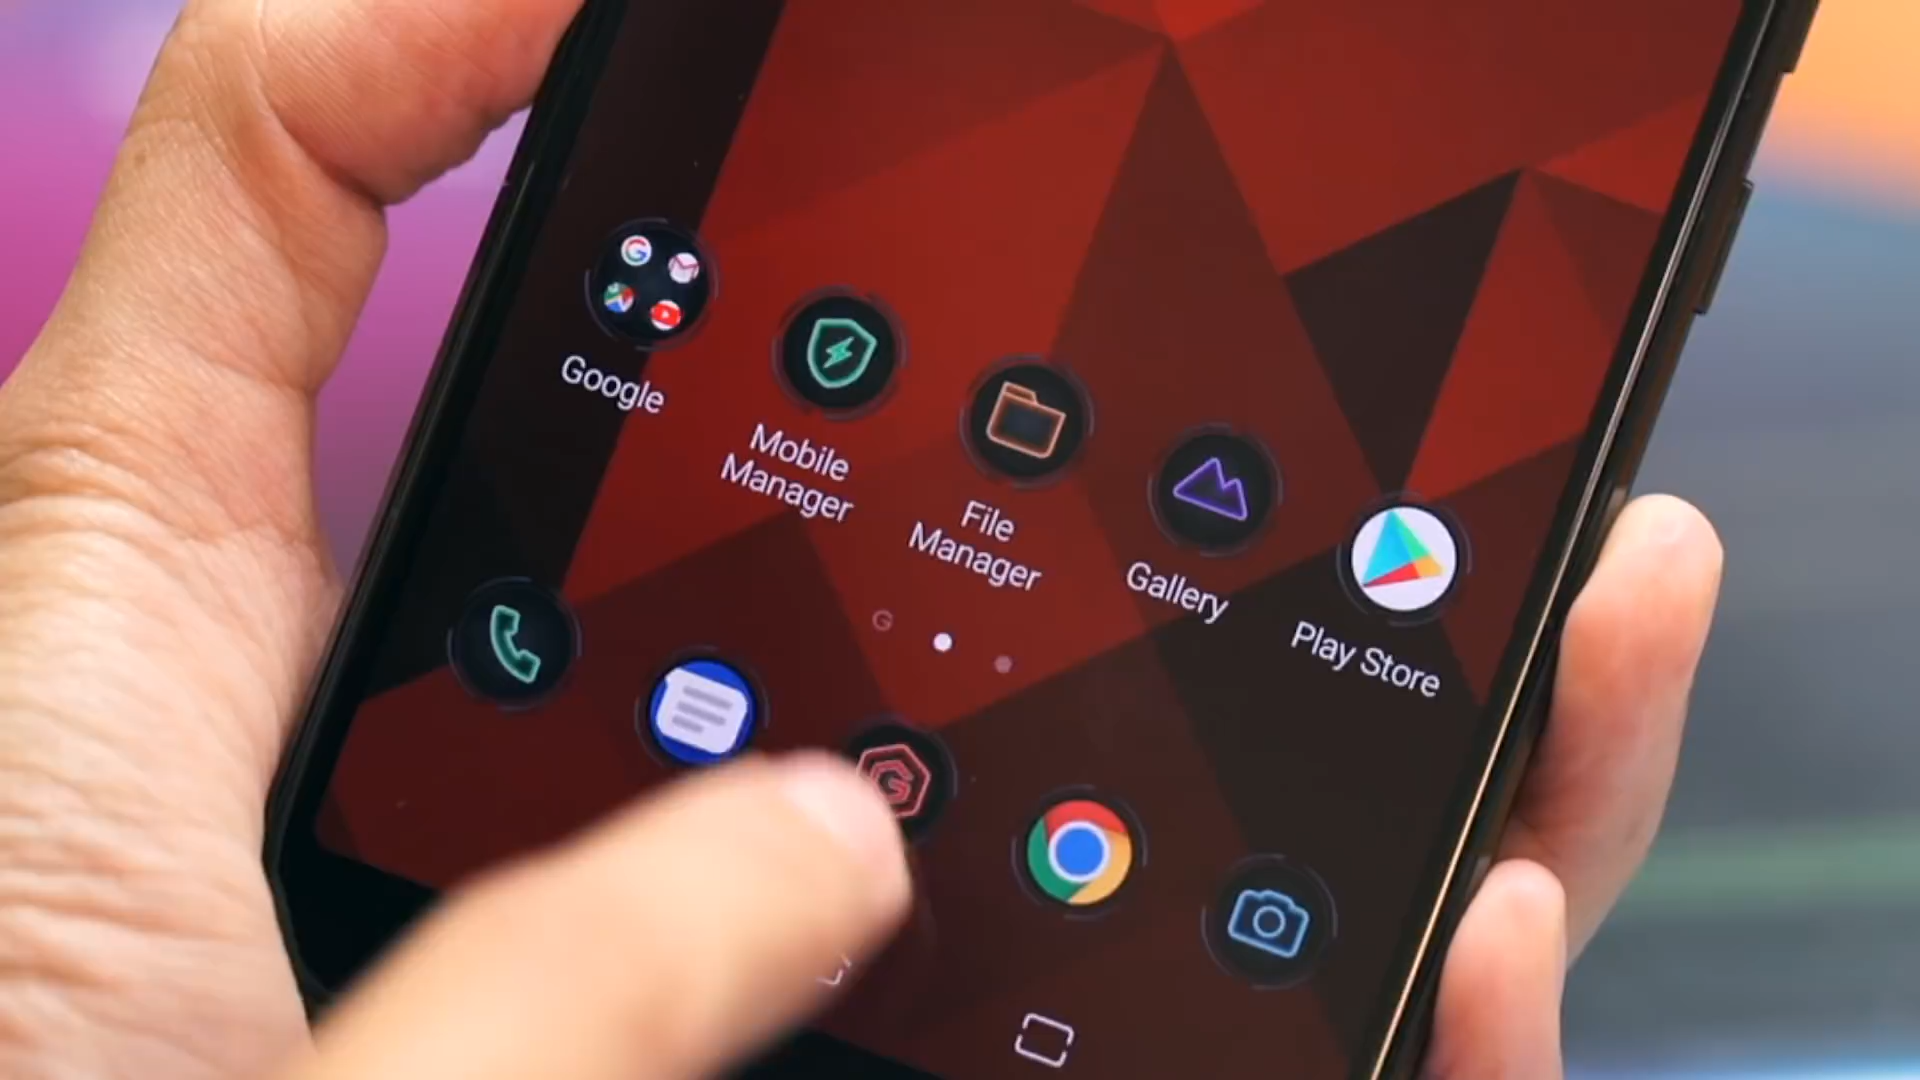 Google
Mobile
Manager
File
Manager
Gallery
Play Store
G
G